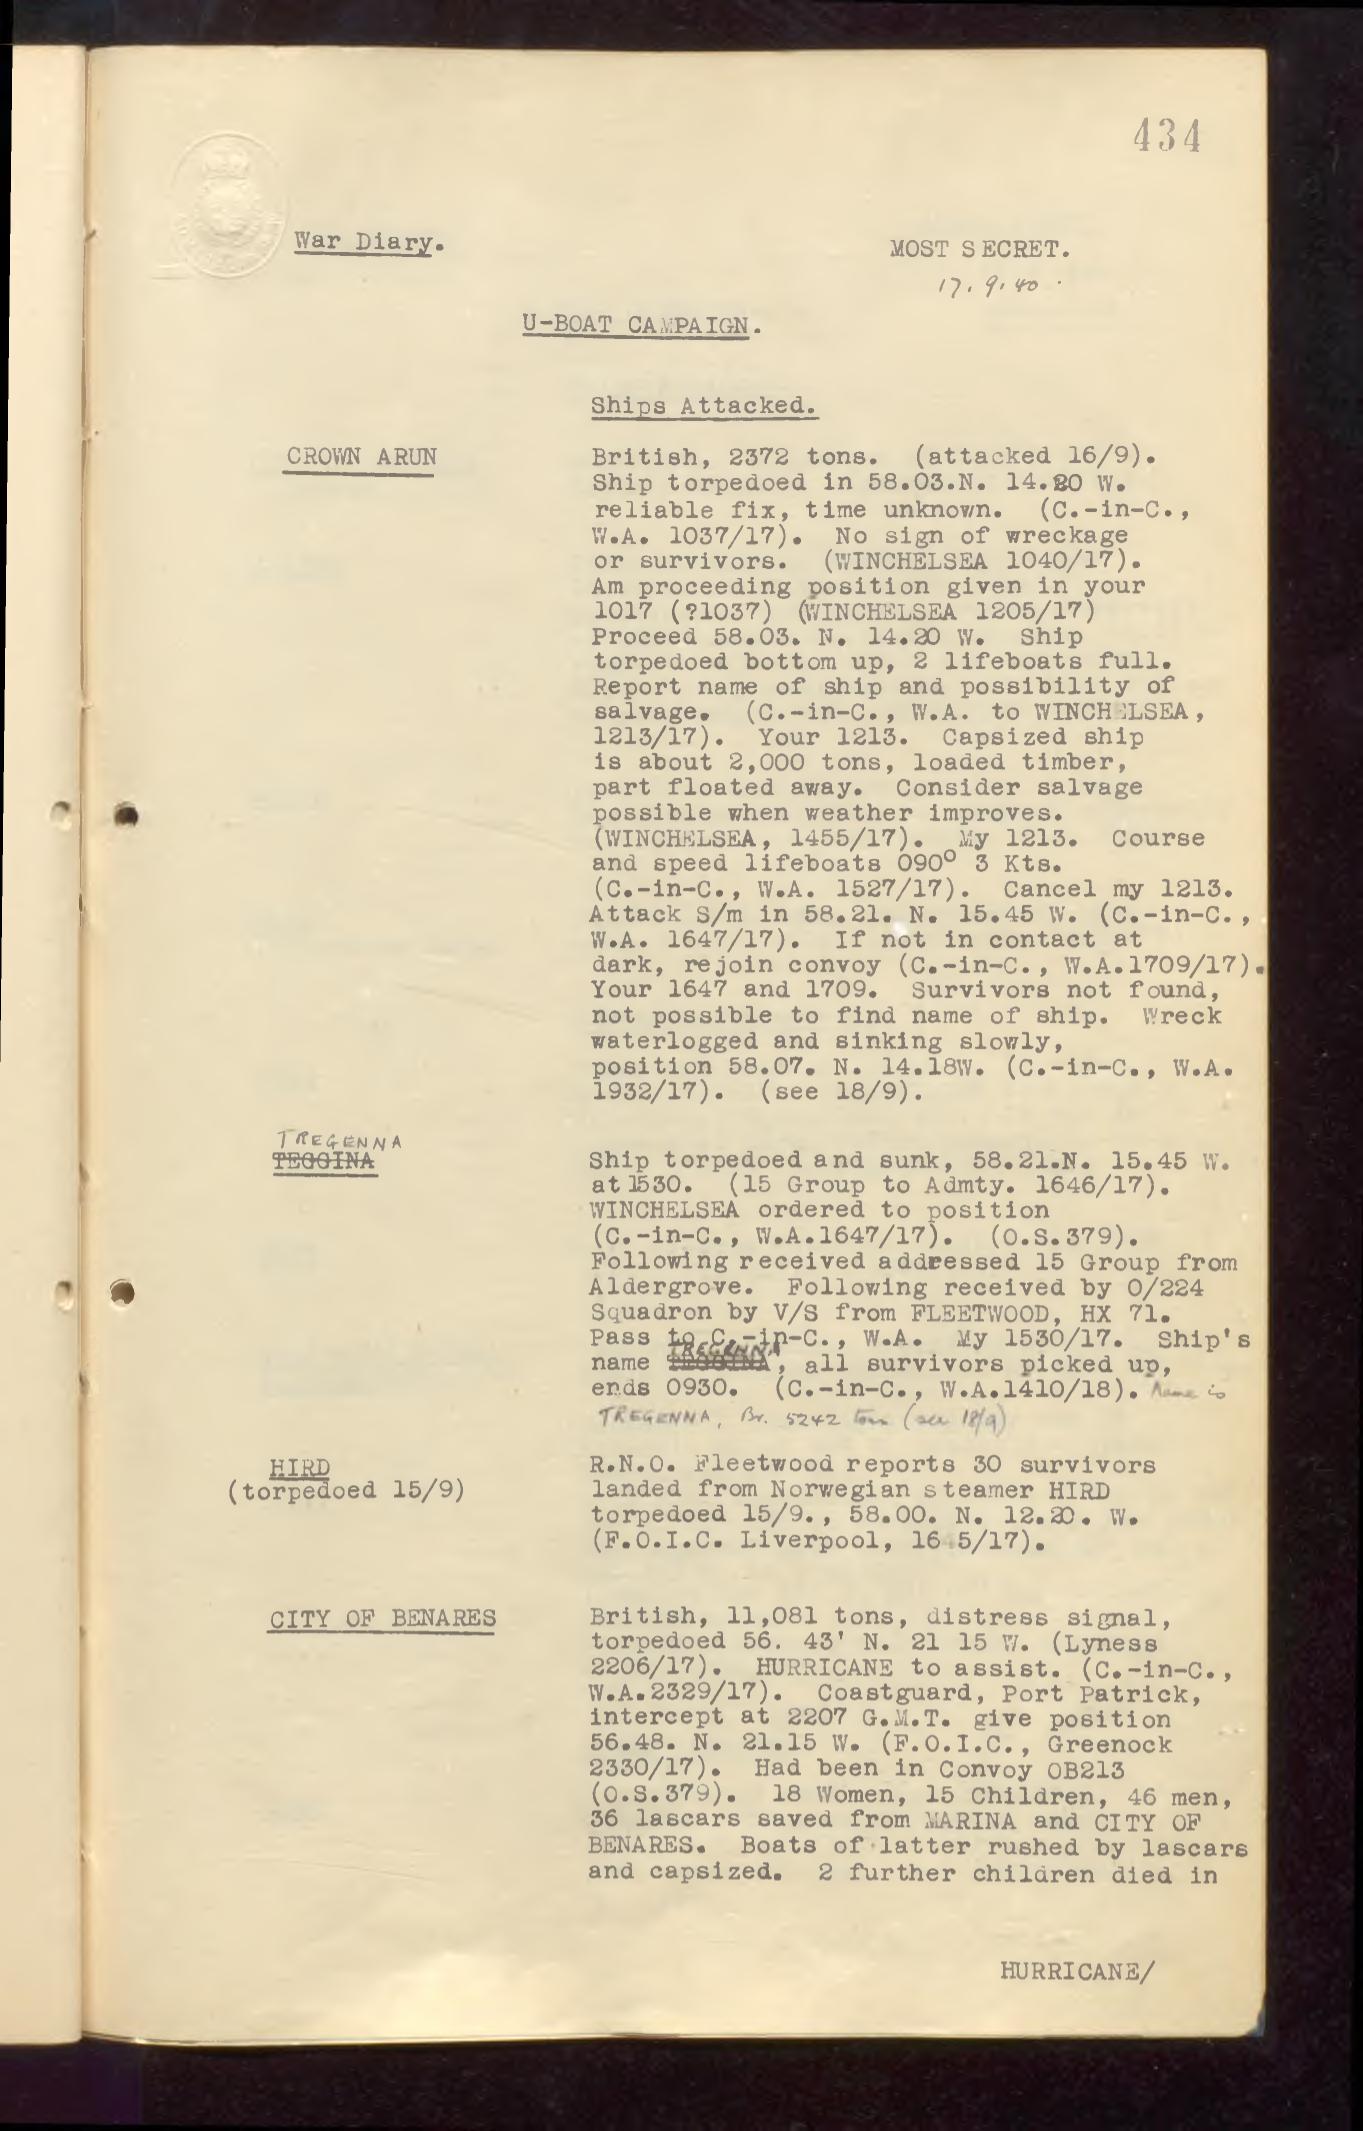 434
War Diary.
MOST SECRET.
17.9.40.
U-BOAT CAMPAIGN.
Ships Attacked.
CROWN ARUN
British, 2372 tons. (attacked 16/9).
Ship torpedoed in 58.03.N. 14.20 W.
reliable fix, time unknown. (C.-in-C.,
W.A. 1037/17). No sign of wreckage
or survivors. (WINCHELSEA 1040/17).
Am proceeding position given in your
1017 (?1037) (WINCHELSEA 1205/17)
Proceed 58.03. N. 14.20 W. Ship
torpedoed bottom up, 2 lifeboats full.
Report name of ship and possibility of
salvage. (C.-in-C., W.A. to WINCHELSEA,
1213/17). Your 1213. Capsized ship
is about 2,000 tons, loaded timber,
part floated away. Consider salvage
possible when weather improves.
(WINCHELSEA, 1455/17). My 1213. Course
and speed lifeboats 090° 3 Kts.
(C.-in-C., W.A. 1527/17). Cancel my 1213.
Attack S/m in 58.21. N. 15.45 W. (C.-in-C.,
W.A. 1647/17). If not in contact at
dark, rejoin convoy (C.-in-C., W.A.1709/17).
Your 1647 and 1709. Survivors not found,
not possible to find name of ship. Wreck
waterlogged and sinking slowly,
position 58.07. N. 14.18W. (C.-in-C., W.A.
1932/17). (see 18/9).
TREGENNA
TEGGINA
Ship torpedoed and sunk, 58.21.N. 15.45 W.
at 1530. (15 Group to Admty. 1646/17).
WINCHELSEA ordered to position
(C.-in-C., W.A.1647/17). (O.S.379).
Following received addressed 15 Group from
Aldergrove. Following received by O/224
Squadron by V/S from FLEETWOOD, HX 71.
Pass to C.-in-C., W.A. My 1530/17. Ship's
TREGENNA
name TEGGINA, all survivors picked up,
ends 0930. (C.-in-C., W.A.1410/18). Name is
TREGENNA, Br. 5242 tons (see 18/9)
HIRD
(torpedoed 15/9)
R.N.O. Fleetwood reports 30 survivors
landed from Norwegian steamer HIRD
torpedoed 15/9., 58.00. N. 12.20. W.
(F.O.I.C. Liverpool, 16 5/17).
CITY OF BENARES
British, 11,081 tons, distress signal,
torpedoed 56. 43' N. 21 15 W. (Lyness
2206/17). HURRICANE to assist. (C.-in-C.,
W.A.2329/17). Coastguard, Port Patrick,
intercept at 2207 G.M.T. give position
56.48. N. 21.15 W. (F.O.I.C., Greenock
2330/17). Had been in Convoy OB213
(O.S.379). 18 Women, 15 Children, 46 men,
36 lascars saved from MARINA and CITY OF
BENARES. Boats of latter rushed by lascars
and capsized. 2 further children died in
HURRICANE/